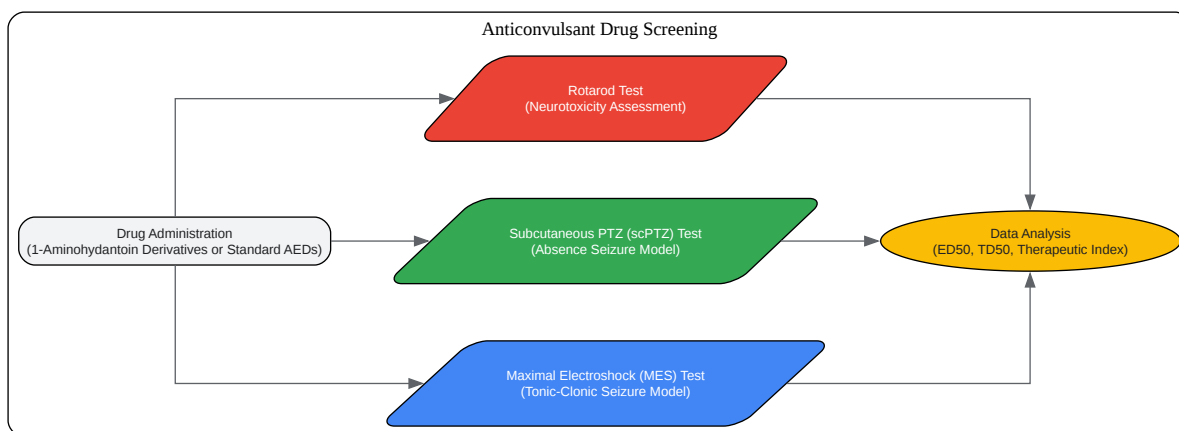 Anticonvulsant Drug Screening
Rotarod Test
(Neurotoxicity Assessment)
Drug Administration
(1-Aminohydantoin Derivatives or Standard AEDs)
Subcutaneous PTZ (scPTZ) Test
(Absence Seizure Model)
Data Analysis
(ED50, TD50, Therapeutic Index)
Maximal Electroshock (MES) Test
(Tonic-Clonic Seizure Model)